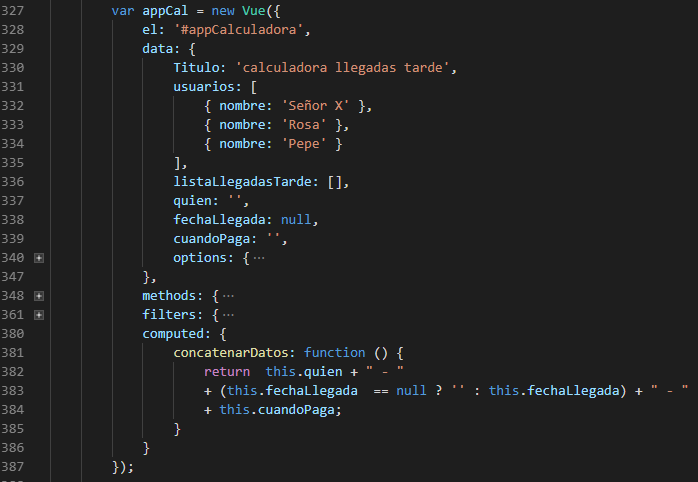 327 var appCal = new Vue({
328 el: '#appCalculadora',
329 data: {
330 Titulo: 'calculadora llegadas tarde',
331 usuarios: [
332 { nombre: 'Señor X' },
333 { nombre: 'Rosa' },
334 { nombre: 'Pepe' }
335 ],
336 listaLlegadasTarde: [],
337 quien: '',
338 fechaLlegada: null,
339 cuandoPaga: '',
340 options: {···
347 },
348 methods: {···
361 filters: {···
380 computed: {
381 concatenarDatos: function () {
382 return  this.quien + " - "
383 + (this.fechaLlegada  == null ? '' : this.fechaLlegada) + " - "
384 + this.cuandoPaga;
385 }
386 }
387 });